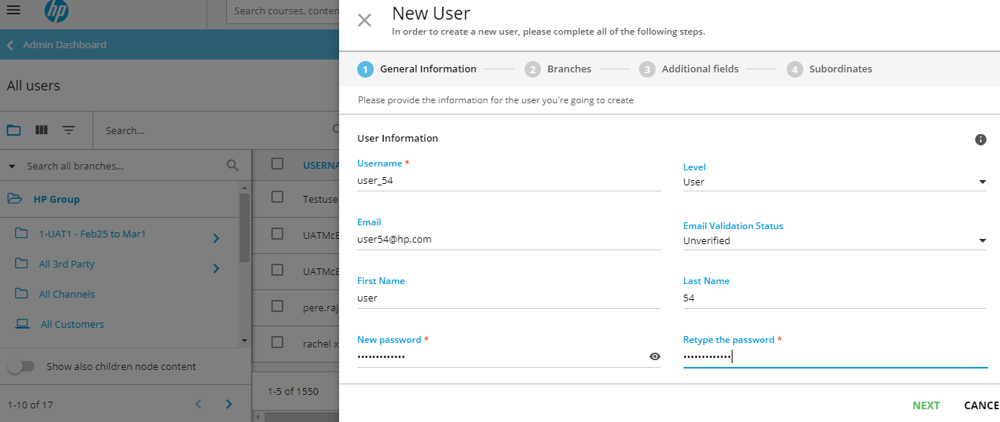 hp
Search courses, conten
Admin Dashboard
All users
Search...
Search all branches...
HP Group
1-UAT1 - Feb25 to Mar1
All 3rd Party
All Channels
All Customers
Show also children node content
1-10 of 17
USERNA
Testuse
UATMcE
UATMcE
pere.raj
rachel x
1-5 of 1550
New User
In order to create a new user, please complete all of the following steps.
1 General Information
2 Branches
3 Additional fields
4 Subordinates
Please provide the information for the user you're going to create
User Information
Username *
user_54
Level
User
Email
user54@hp.com
Email Validation Status
Unverified
First Name
user
Last Name
54
New password *
•••••••••••••
Retype the password *
•••••••••••••
NEXT
CANCE